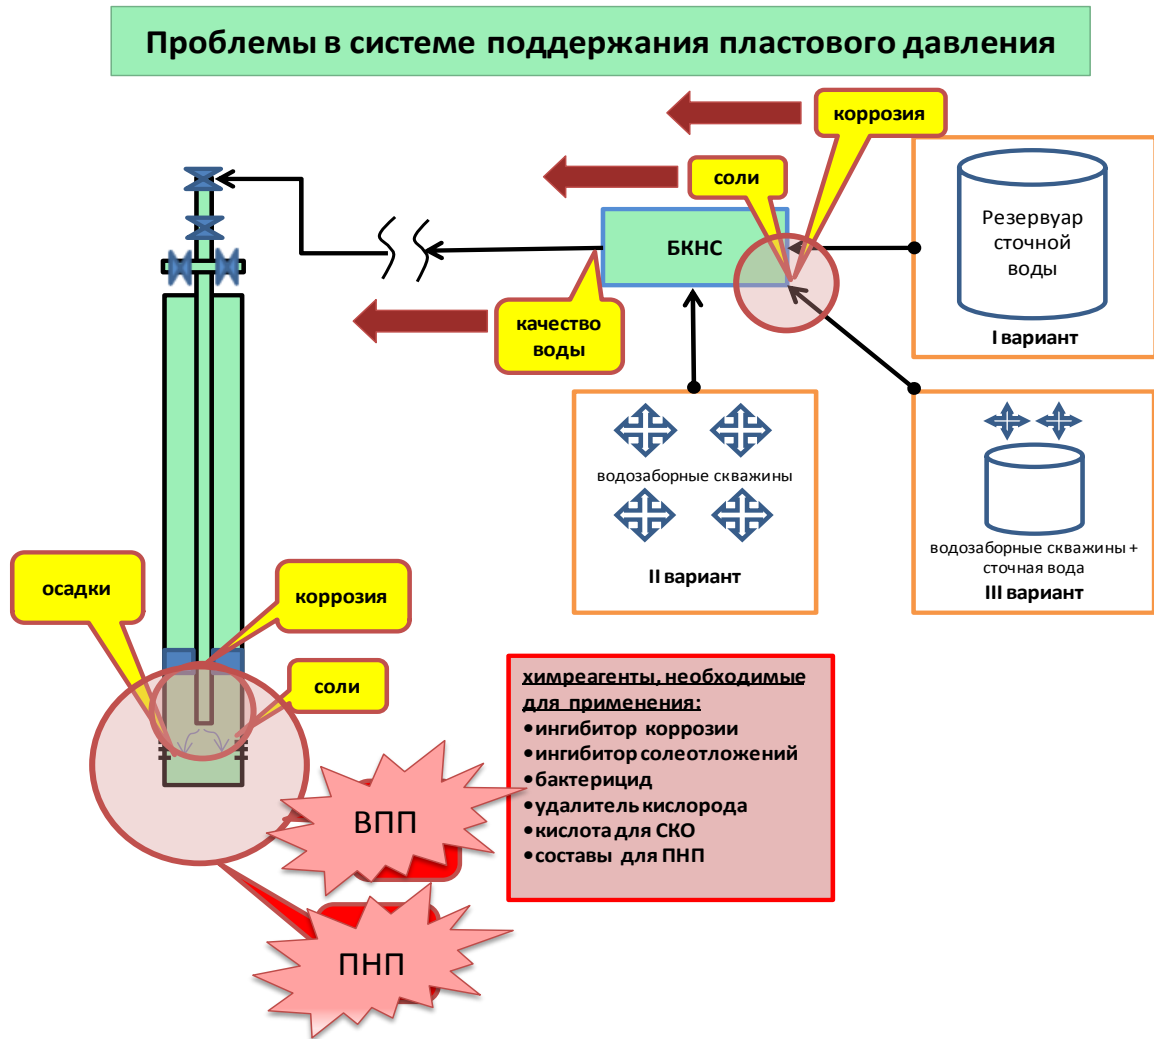 Проблемы в системе поддержания пластового давления
коррозия
соли
БКНС
качество
воды
Резервуар
сточной
воды
I вариант
водозаборные скважины
II вариант
водозаборные скважины +
сточная вода
III вариант
осадки
коррозия
соли
химреагенты, необходимые
для применения:
•ингибитор коррозии
•ингибитор солеотложений
•бактерицид
•удалитель кислорода
•кислота для СКО
•составы для ПНП
ВПП
ПНП